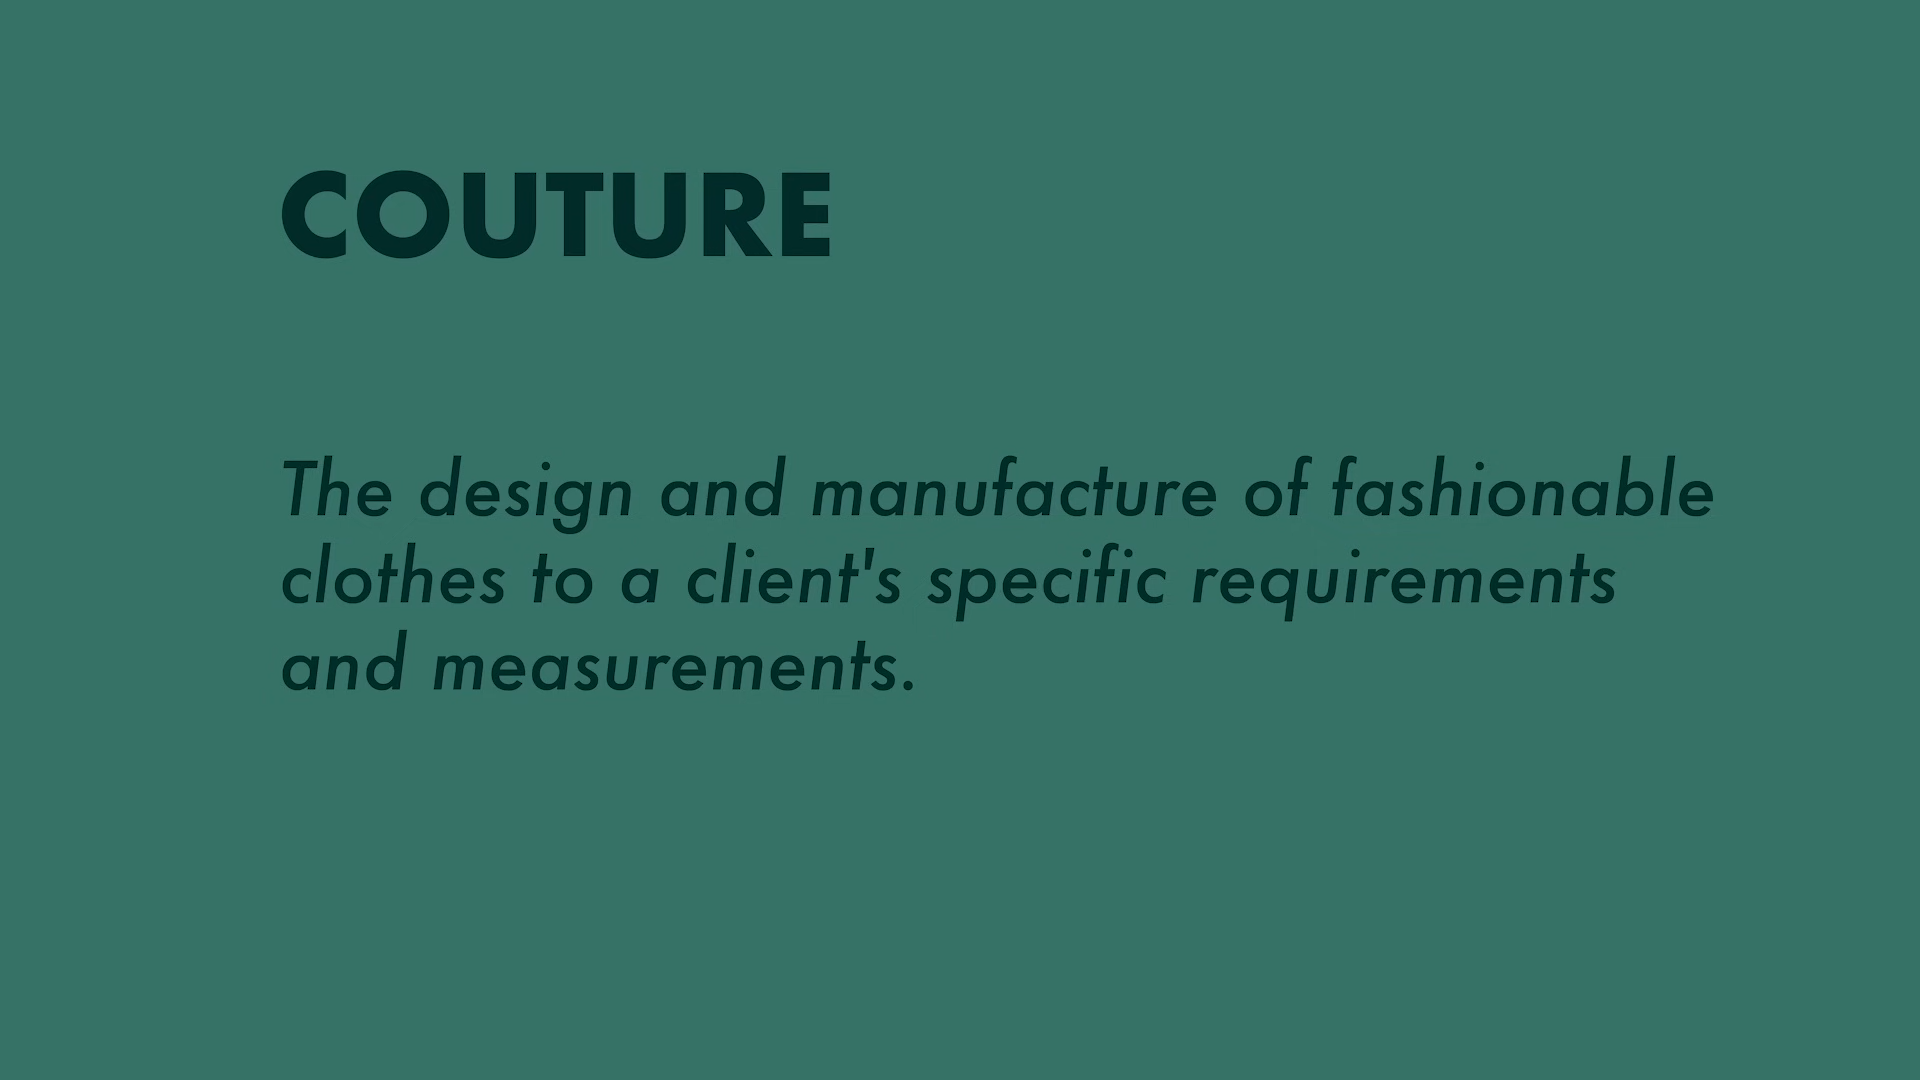 COUTURE
The design and manufacture of fashionable
clothes to a client's specific requirements
and measurements.